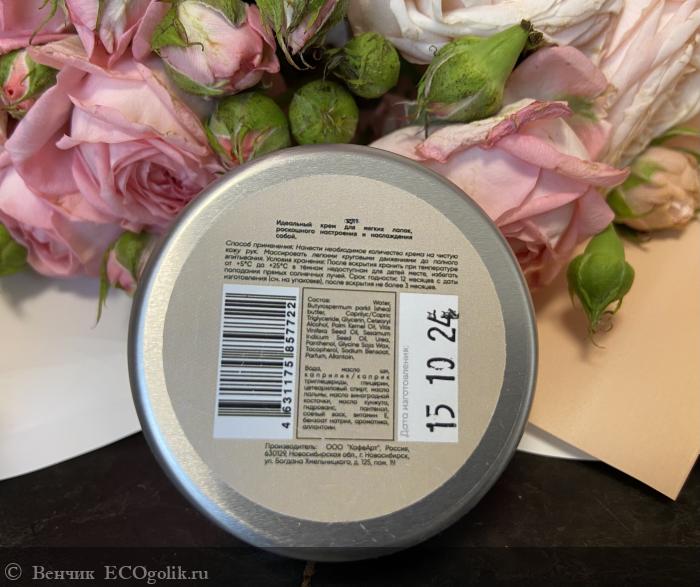 Идеальный крем для мягких лапок,
роскошного настроения и наслаждения
собой.
Способ применения: Нанести необходимое количество крема на чистую
кожу рук. Массировать легкими круговыми движениями до полного
впитывания. Условия хранения: После вскрытия хранить при температуре
от +5°С до +25°С в тёмном недоступном для детей месте, избегать
попадания прямых солнечных лучей. Срок годности: 12 месяцев с даты
изготовления (см. на упаковке), после вскрытия не более 3 месяцев.
Состав: Water,
Butyrospermum parkii (shea)
butter, Caprilyc/Capric
Triglyceride, Glycerin, Cetearyl
Alcohol, Palm Kernel Oil, Vitis
Vinifera Seed Oil, Sesamum
Indicum Seed Oil, Urea,
Panthenol, Glycine Soja Wax,
Tocopherol, Sodium Benzoat,
Parfum, Allantoin.
Вода, масло ши,
каприлик/каприк
триглицериды, глицерин,
цетеариловый спирт, масло
пальмы, масло виноградной
косточки, масло кунжута,
гидрованс, пантенол,
соевый воск, витамин Е,
бензоат натрия, ароматика,
аллантоин.
4 631175 857722
Дата изготовления:
15 10 24
Производитель: ООО "КофеАрт", Россия,
630129, Новосибирская обл., г. Новосибирск,
ул. Богдана Хмельницкого, д. 125, пом. 19
© Венчик ECOgolik.ru